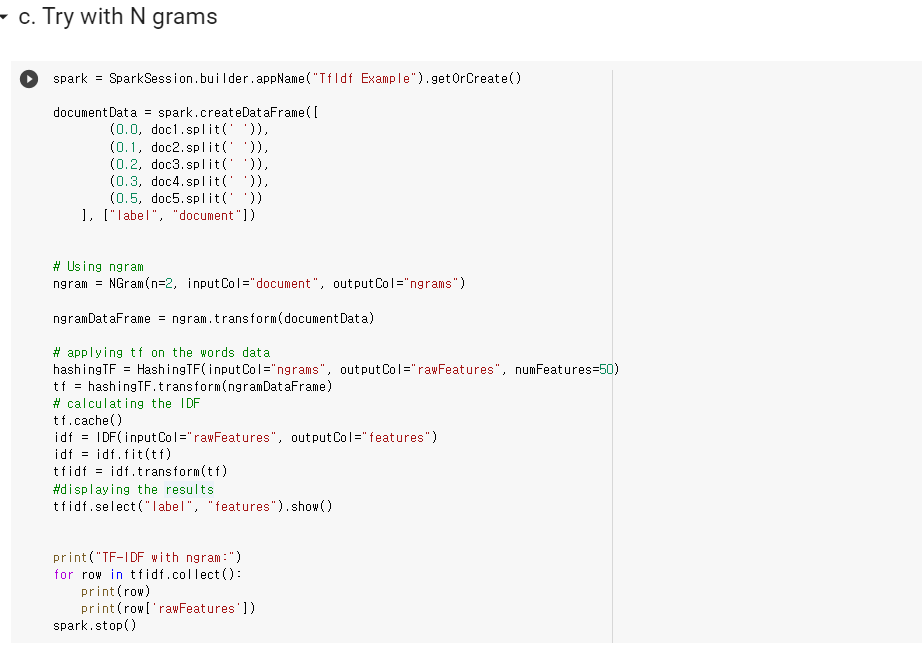 c. Try with N grams
spark = SparkSession.builder.appName("TfIdf Example").getOrCreate()
documentData = spark.createDataFrame([
(0.0, doc1.split(' ')),
(0.1, doc2.split(' ')),
(0.2, doc3.split(' ')),
(0.3, doc4.split(' ')),
(0.5, doc5.split(' '))
], ["label", "document"])
# Using ngram
ngram = NGram(n=2, inputCol="document", outputCol="ngrams")
ngramDataFrame = ngram.transform(documentData)
# applying tf on the words data
hashingTF = HashingTF(inputCol="ngrams", outputCol="rawFeatures", numFeatures=50)
tf = hashingTF.transform(ngramDataFrame)
# calculating the IDF
tf.cache()
idf = IDF(inputCol="rawFeatures", outputCol="features")
idf = idf.fit(tf)
tfidf = idf.transform(tf)
#displaying the results
tfidf.select("label", "features").show()
print("TF-IDF with ngram:")
for row in tfidf.collect():
print(row)
print(row['rawFeatures'])
spark.stop()